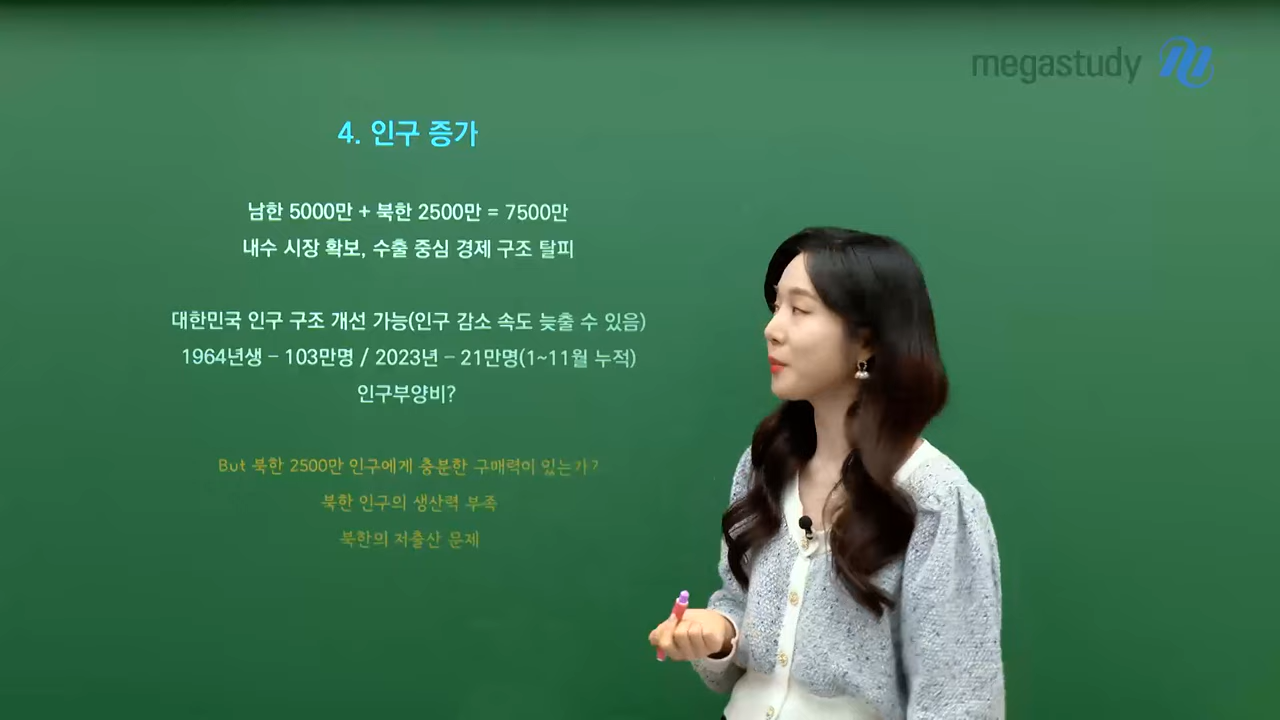 megastudy
4. 인구 증가
남한 5000만 + 북한 2500만 = 7500만
내수 시장 확보, 수출 중심 경제 구조 탈피
대한민국 인구 구조 개선 가능(인구 감소 속도 늦출 수 있음)
1964년생 – 103만명 / 2023년 – 21만명(1~11월 누적)
인구부양비?
But 북한 2500만 인구에게 충분한 구매력이 있는가?
북한 인구의 생산력 부족
북한의 저출산 문제